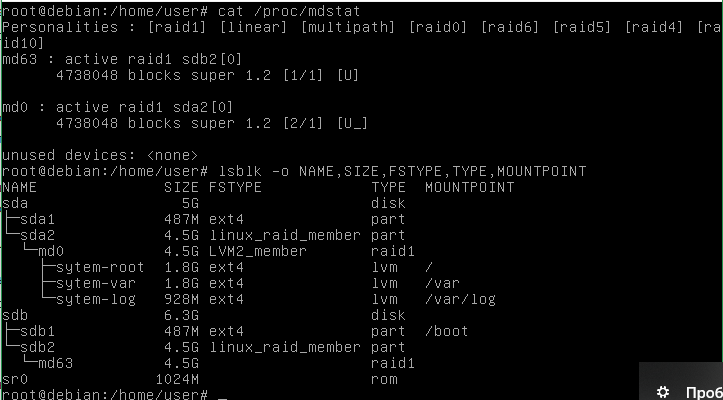 root@debian:/home/user# cat /proc/mdstat
Personalities : [raid1] [linear] [multipath] [raid0] [raid6] [raid5] [raid4] [ra
id10]
md63 : active raid1 sdb2[0]
      4738048 blocks super 1.2 [1/1] [U]

md0 : active raid1 sda2[0]
      4738048 blocks super 1.2 [2/1] [U_]

unused devices: <none>
root@debian:/home/user# lsblk -o NAME,SIZE,FSTYPE,TYPE,MOUNTPOINT
NAME               SIZE FSTYPE            TYPE  MOUNTPOINT
sda                  5G                   disk
├─sda1             487M ext4              part
└─sda2             4.5G linux_raid_member part
  └─md0            4.5G LVM2_member       raid1
    ├─sytem-root   1.8G ext4              lvm   /
    ├─sytem-var    1.8G ext4              lvm   /var
    └─sytem-log    928M ext4              lvm   /var/log
sdb                6.3G                   disk
├─sdb1             487M ext4              part  /boot
└─sdb2             4.5G linux_raid_member part
  └─md63           4.5G                   raid1
sr0               1024M                   rom
root@debian:/home/user# _
Проб